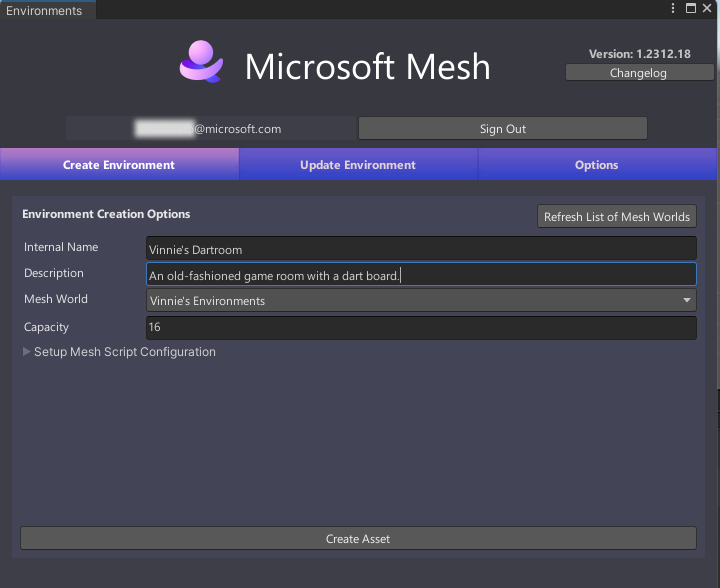 Environments
Microsoft Mesh
Version: 1.2312.18
Changelog
@microsoft.com
Sign Out
Create Environment
Update Environment
Options
Environment Creation Options
Refresh List of Mesh Worlds
Internal Name
Vinnie's Dartroom
Description
An old-fashioned game room with a dart board.
Mesh World
Vinnie's Environments
Capacity
16
Setup Mesh Script Configuration
Create Asset